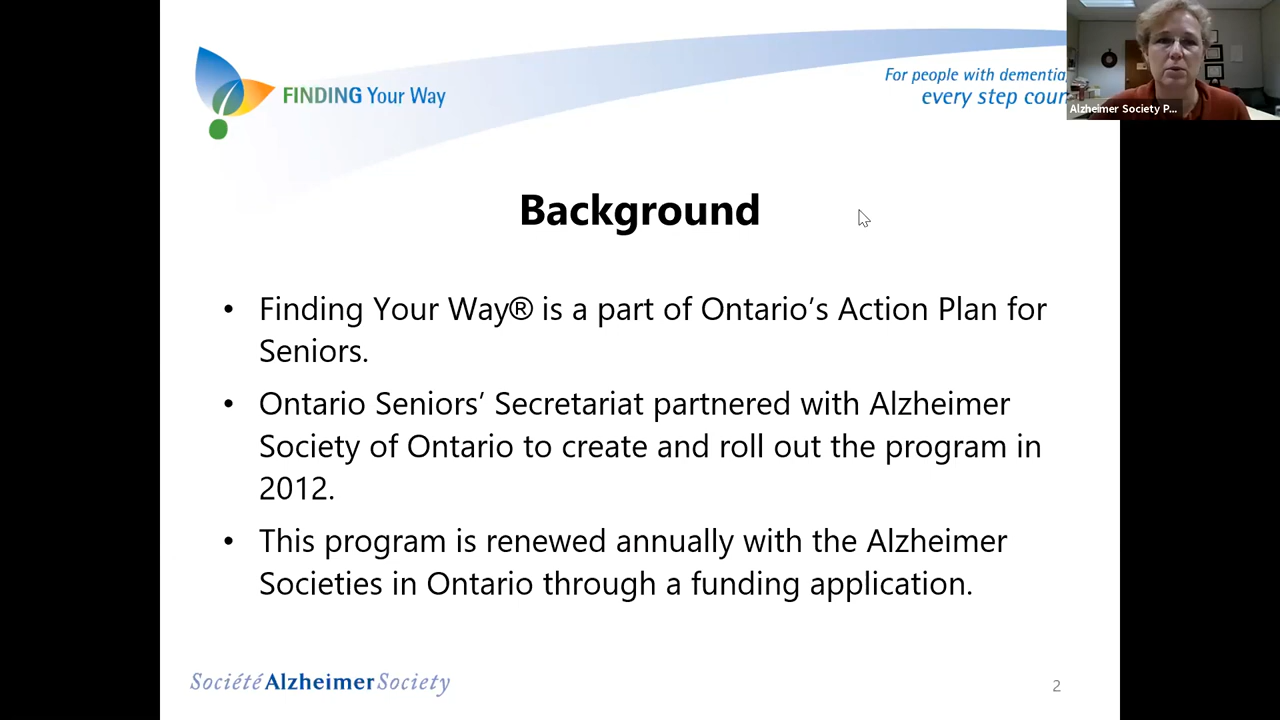 FINDING Your Way
For people with dementia,
every step cour
Alzheimer Society P...
Background
• Finding Your Way® is a part of Ontario’s Action Plan for
Seniors.
• Ontario Seniors’ Secretariat partnered with Alzheimer
Society of Ontario to create and roll out the program in
2012.
• This program is renewed annually with the Alzheimer
Societies in Ontario through a funding application.
Société Alzheimer Society
2